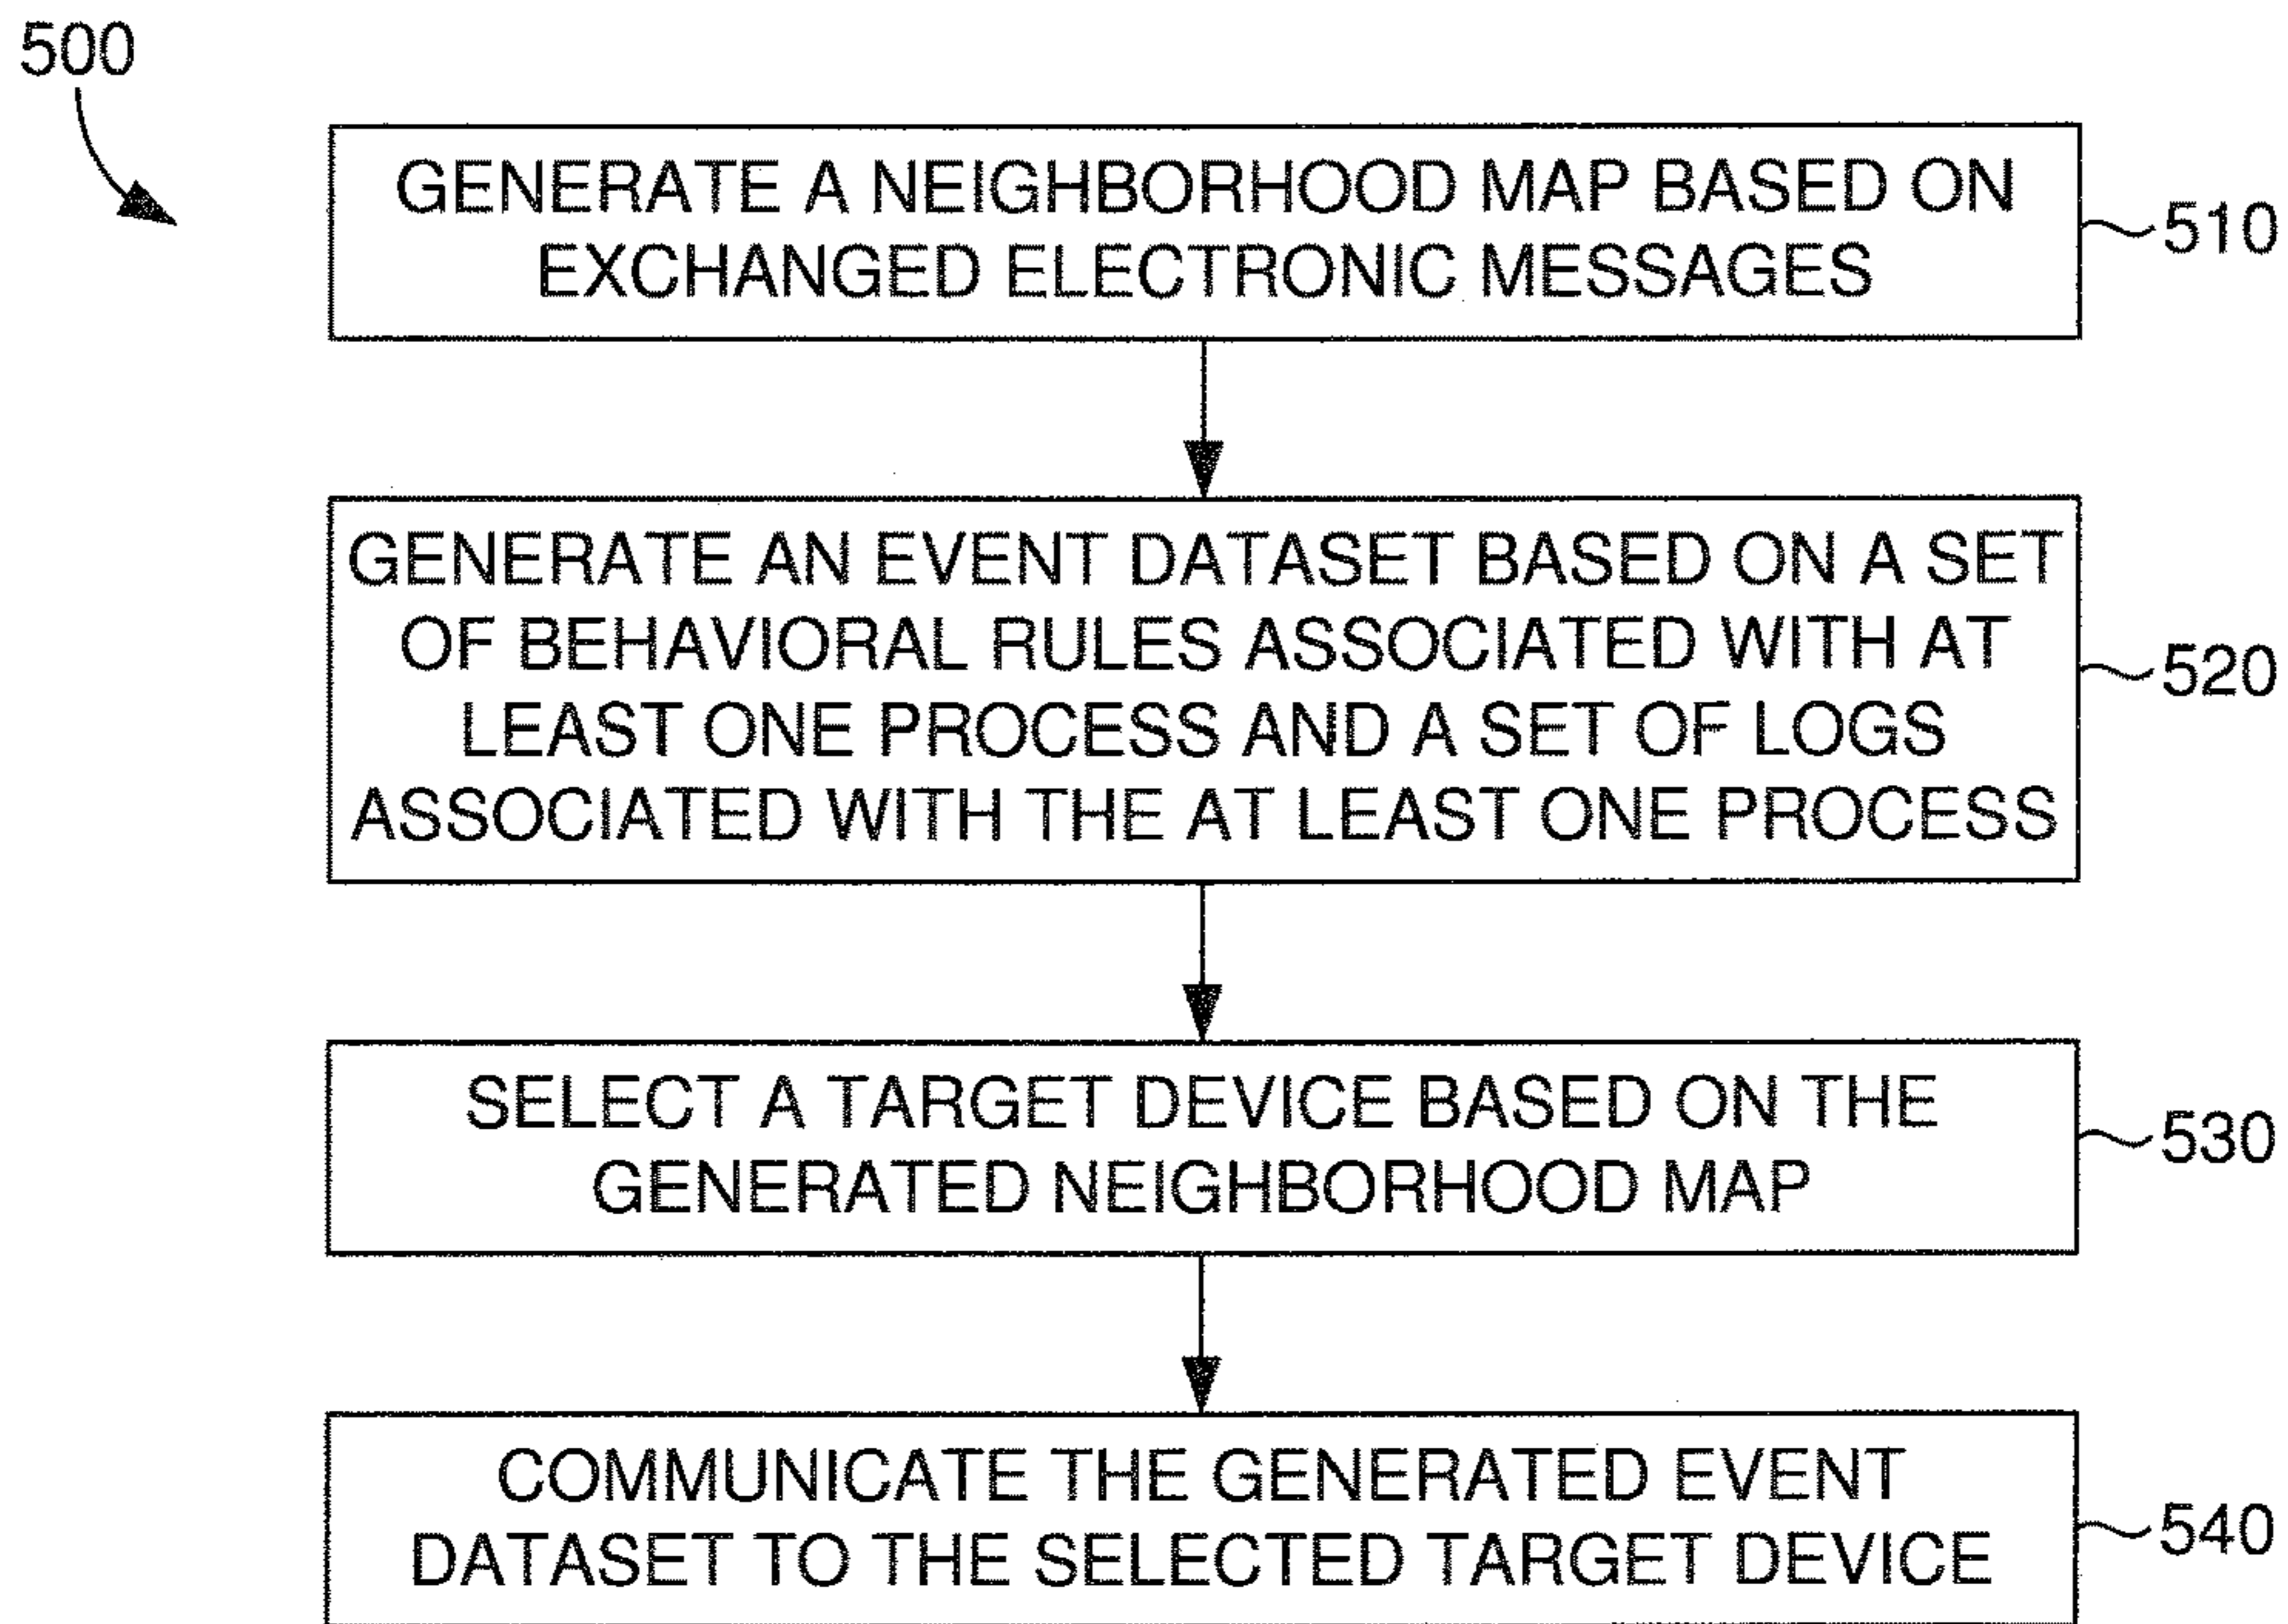 500
GENERATE A NEIGHBORHOOD MAP BASED ON
EXCHANGED ELECTRONIC MESSAGES
510
GENERATE AN EVENT DATASET BASED ON A SET
OF BEHAVIORAL RULES ASSOCIATED WITH AT
LEAST ONE PROCESS AND A SET OF LOGS
ASSOCIATED WITH THE AT LEAST ONE PROCESS
520
SELECT A TARGET DEVICE BASED ON THE
GENERATED NEIGHBORHOOD MAP
530
COMMUNICATE THE GENERATED EVENT
DATASET TO THE SELECTED TARGET DEVICE
540